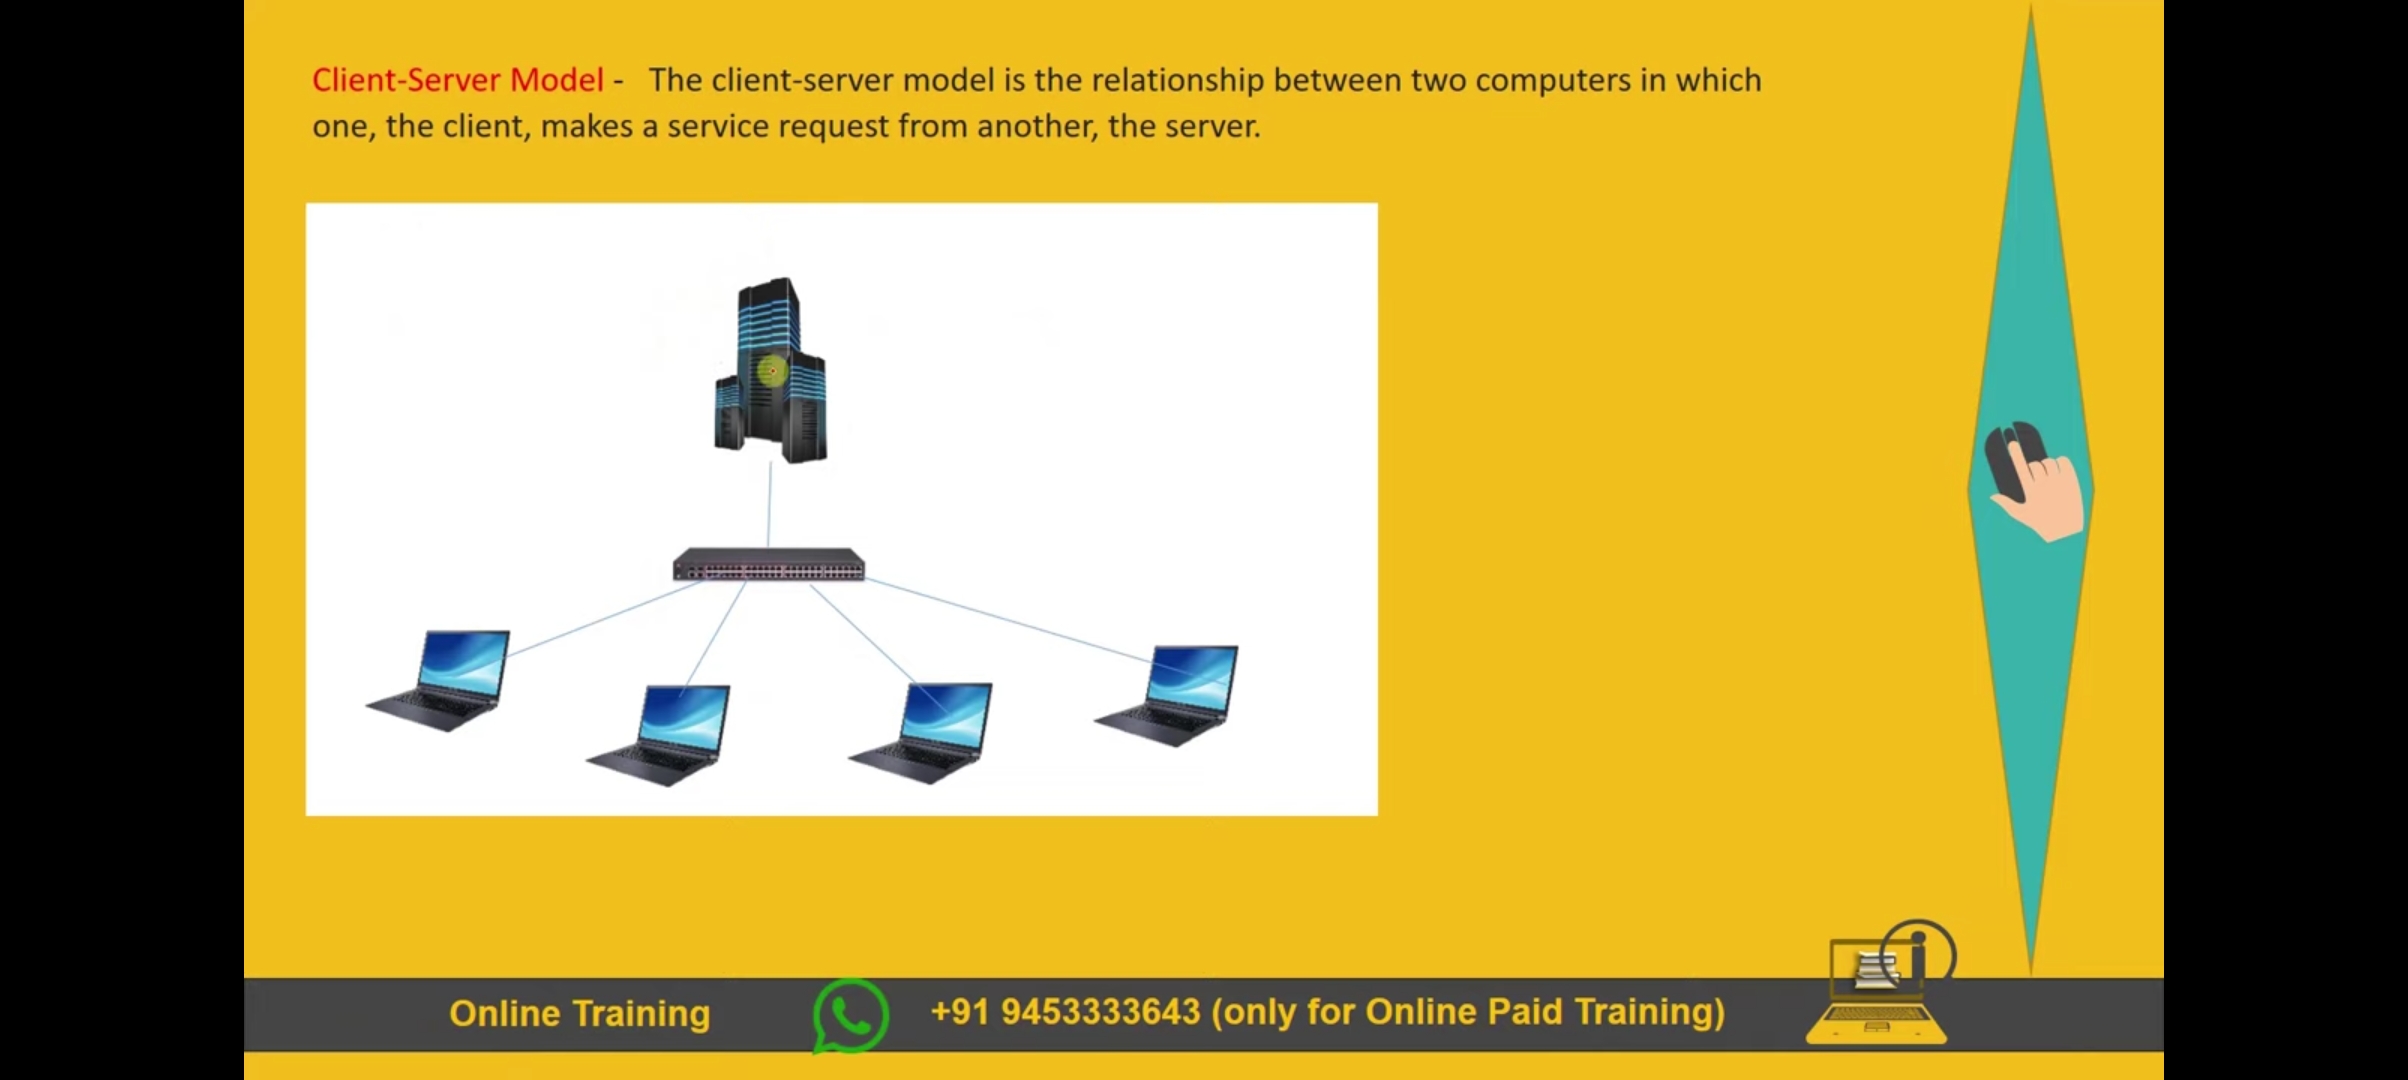 Client-Server Model - The client-server model is the relationship between two computers in which
one, the client, makes a service request from another, the server.
Online Training
+91 9453333643 (only for Online Paid Training)